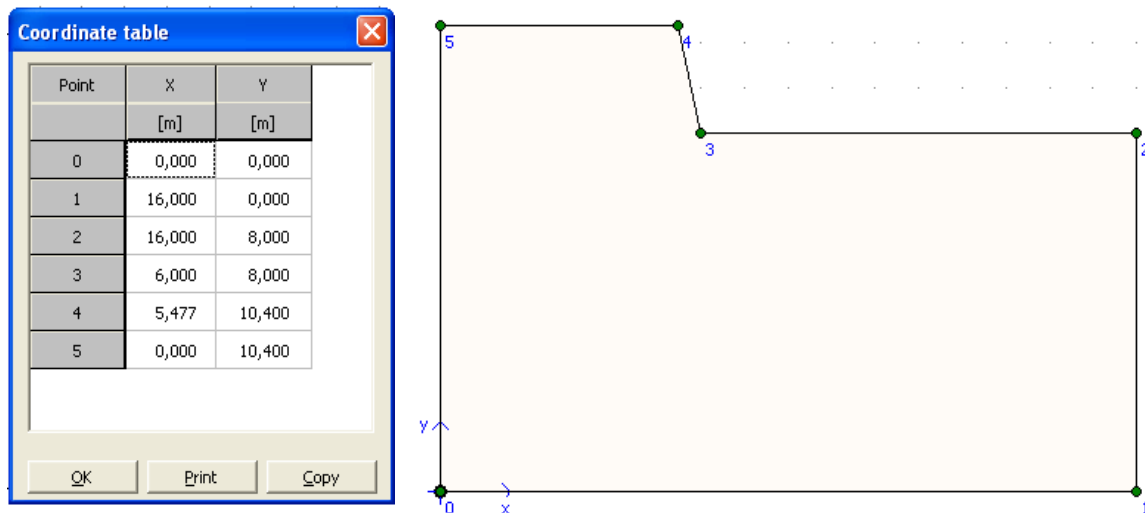 Coordinate table
Point X Y
[m] [m]
0 0,000 0,000
1 16,000 0,000
2 16,000 8,000
3 6,000 8,000
4 5,477 10,400
5 0,000 10,400
OK Print Copy
5 4
3 2
y
0 x 1